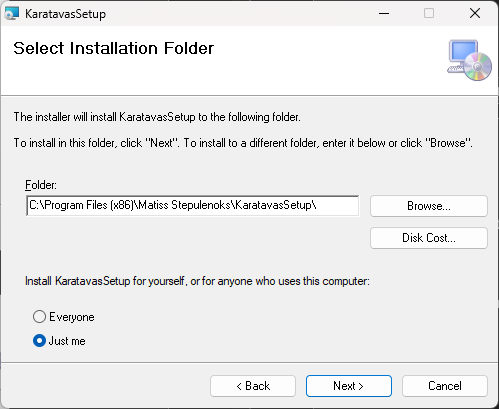 KaratavasSetup
Select Installation Folder
The installer will install KaratavasSetup to the following folder.
To install in this folder, click "Next". To install to a different folder, enter it below or click "Browse".
Folder:
C:\Program Files (x86)\Matiss Stepulenoks\KaratavasSetup\
Browse...
Disk Cost...
Install KaratavasSetup for yourself, or for anyone who uses this computer:
Everyone
Just me
< Back
Next >
Cancel